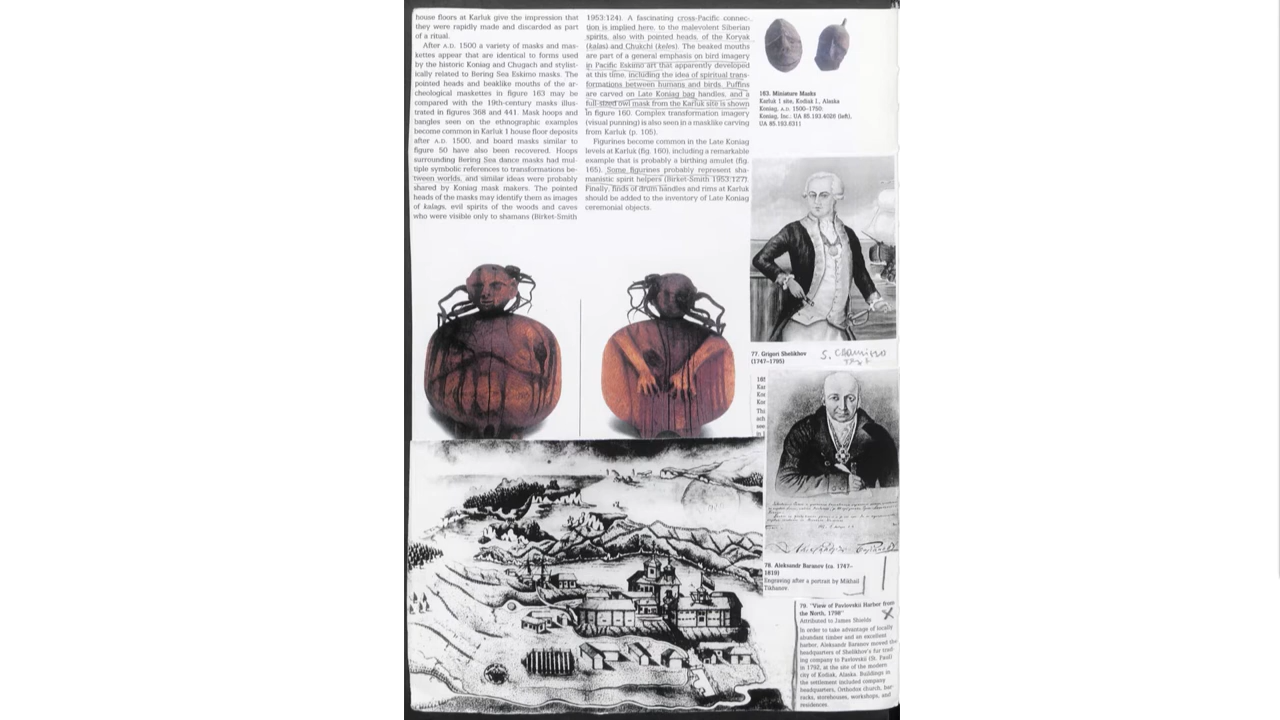 house floors at Karluk give the impression that
they were rapidly made and discarded as part
of a ritual.
After A.D. 1500 a variety of masks and mas-
kettes appear that are identical to forms used
by the historic Koniag and Chugach and stylist-
ically related to Bering Sea Eskimo masks. The
pointed heads and beaklike mouths of the ar-
cheological maskettes in figure 163 may be
compared with the 19th-century masks illus-
trated in figures 368 and 441. Mask hoops and
bangles seen on the ethnographic examples
become common in Karluk 1 house floor deposits
after A.D. 1500, and board masks similar to
figure 50 have also been recovered. Hoops
surrounding Bering Sea dance masks had mul-
tiple symbolic references to transformations be-
tween worlds, and similar ideas were probably
shared by Koniag mask makers. The pointed
heads of the masks may identify them as images
of kalags, evil spirits of the woods and caves
who were visible only to shamans (Birket-Smith
1953:124). A fascinating cross-Pacific connec-
tion is implied here, to the malevolent Siberian
spirits, also with pointed heads, of the Koryak
(kalas) and Chukchi (keles). The beaked mouths
are part of a general emphasis on bird imagery
in Pacific Eskimo art that apparently developed
at this time, including the idea of spiritual trans-
formations between humans and birds. Puffins
are carved on Late Koniag bag handles, and a
full-sized owl mask from the Karluk site is shown
in figure 160. Complex transformation imagery
(visual punning) is also seen in a masklike carving
from Karluk (p. 105).
Figurines become common in the Late Koniag
levels at Karluk (fig. 160), including a remarkable
example that is probably a birthing amulet (fig.
165). Some figurines probably represent sha-
manistic spirit helpers (Birket-Smith 1953:127).
Finally, finds of drum handles and rims at Karluk
should be added to the inventory of Late Koniag
ceremonial objects.
163. Miniature Masks
Karluk 1 site, Kodiak I., Alaska
Koniag, A.D. 1500–1750.
Koniag, Inc., UA 85.193.4026 (left),
UA 85.193.6311
77. Grigori Shelikhov
(1747–1795)
S. Chamisso
165
Kar
Kon
Kon
Thi
ach
see
in l
78. Aleksandr Baranov (ca. 1747–
1819)
Engraving after a portrait by Mikhail
Tikhanov.
79. "View of Pavlovskii Harbor from
the North, 1798"
Attributed to James Shields
In order to take advantage of locally
abundant timber and an excellent
harbor, Aleksandr Baranov moved the
headquarters of Shelikhov's fur trad-
ing company to Pavlovskii (St. Paul)
in 1792, at the site of the modern
city of Kodiak, Alaska. Buildings in
the settlement included company
headquarters, Orthodox church, bar-
racks, storehouses, workshops, and
residences.